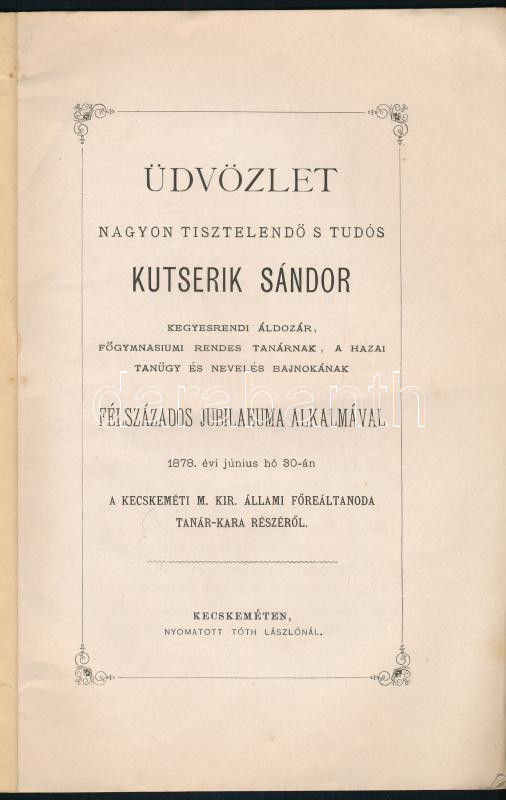 ÜDVÖZLET
NAGYON TISZTELENDŐ S TUDÓS
KUTSERIK SÁNDOR
KEGYESRENDI ÁLDOZÁR,
FŐGYMNASIUMI RENDES TANÁRNAK, A HAZAI
TANÜGY ÉS NEVELÉS BAJNOKÁNAK
darabanth
FÉLSZÁZADOS JUBILAEUMA ALKALMÁVAL
1878. évi június hó 30-án
A KECSKEMÉTI M. KIR. ÁLLAMI FŐREÁLTANODA
TANÁR-KARA RÉSZÉRŐL.
KECSKEMÉTEN,
NYOMATOTT TÓTH LÁSZLÓNÁL.